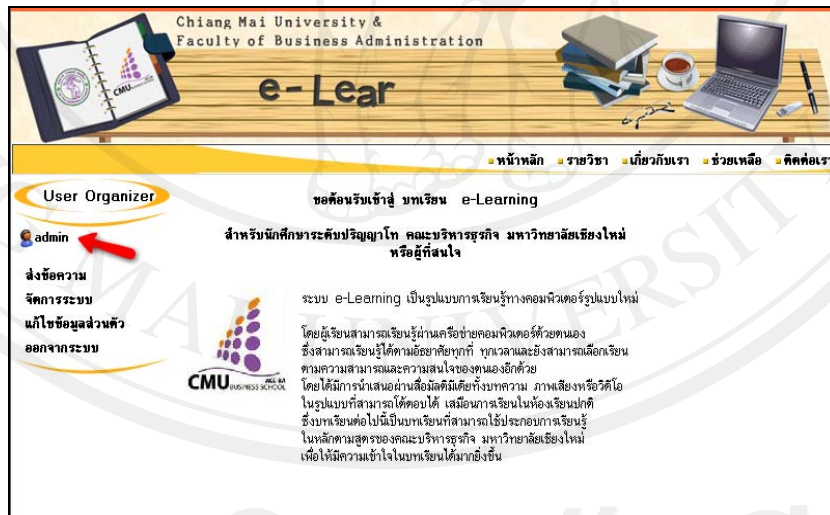 Chiang Mai University &
Faculty of Business Administration
e-Lear
หน้าหลัก รายวิชา เกี่ยวกับเรา ช่วยเหลือ ติดต่อเรา
User Organizer
admin
ส่งข้อความ
จัดการระบบ
แก้ไขข้อมูลส่วนตัว
ออกจากระบบ
ขอต้อนรับเข้าสู่ บทเรียน e-Learning
สำหรับนักศึกษาระดับปริญญาโท คณะบริหารธุรกิจ มหาวิทยาลัยเชียงใหม่
หรือผู้ที่สนใจ
CMU BUSINESS SCHOOL
ACC-BA
ระบบ e-Learning เป็นรูปแบบการเรียนรู้ทางคอมพิวเตอร์รูปแบบใหม่
โดยผู้เรียนสามารถเรียนรู้ผ่านเครือข่ายคอมพิวเตอร์ด้วยตนเอง
ซึ่งสามารถเรียนรู้ได้ตามอัธยาศัยทุกที่ ทุกเวลาและยังสามารถเลือกเรียน
ตามความสามารถและความสนใจของตนเองอีกด้วย
โดยได้มีการนำเสนอผ่านสื่อมัลติมีเดียทั้งบทความ ภาพเสียงหรือวิดีโอ
ในรูปแบบที่สามารถโต้ตอบได้ เสมือนการเรียนในห้องเรียนปกติ
ซึ่งบทเรียนต่อไปนี้เป็นบทเรียนที่สามารถใช้ประกอบการเรียนรู้
ในหลักตามสูตรของคณะบริหารธุรกิจ มหาวิทยาลัยเชียงใหม่
เพื่อให้มีความเข้าใจในบทเรียนได้มากยิ่งขึ้น